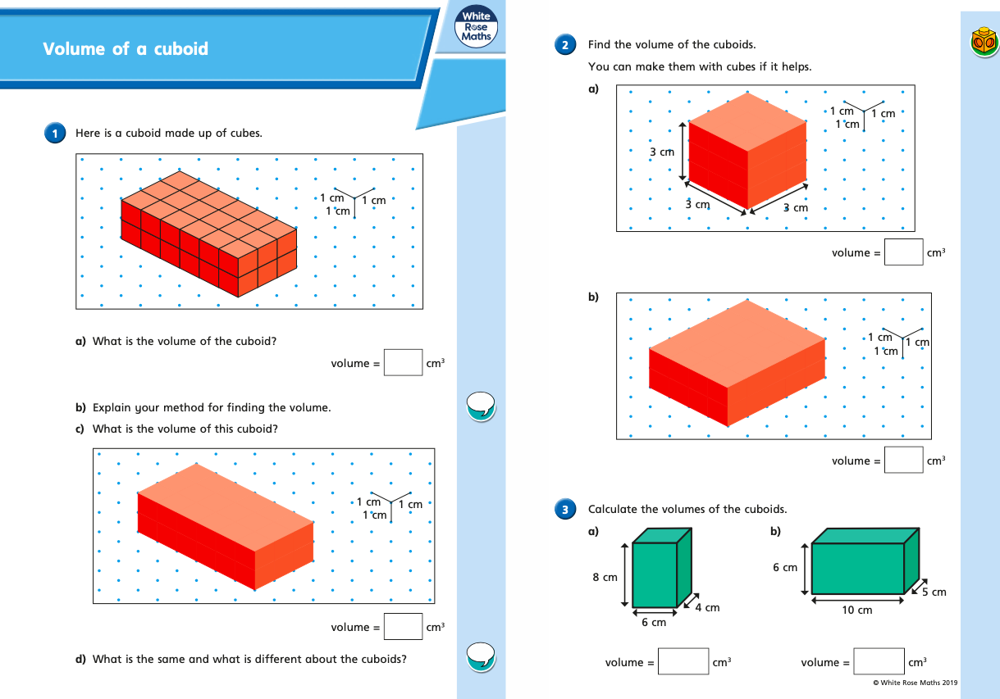 Volume of a cuboid
White
Rose
Maths
1 Here is a cuboid made up of cubes.
1 cm
1 cm
1 cm
a) What is the volume of the cuboid?
volume = cm³
b) Explain your method for finding the volume.
c) What is the volume of this cuboid?
1 cm
1 cm
1 cm
volume = cm³
d) What is the same and what is different about the cuboids?
2 Find the volume of the cuboids.
You can make them with cubes if it helps.
a)
1 cm
1 cm
1 cm
3 cm
3 cm
3 cm
volume = cm³
b)
1 cm
1 cm
1 cm
volume = cm³
3 Calculate the volumes of the cuboids.
a)
8 cm
4 cm
6 cm
volume = cm³
b)
6 cm
5 cm
10 cm
volume = cm³
© White Rose Maths 2019